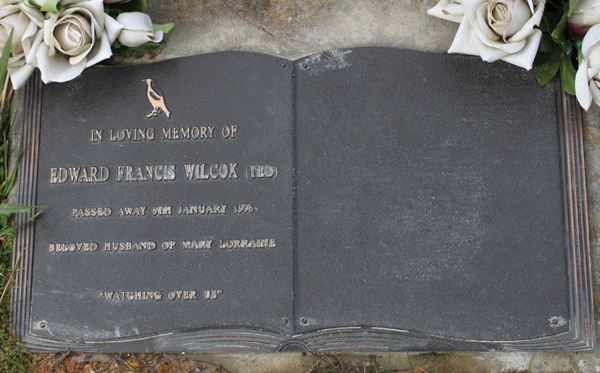 IN LOVING MEMORY OF
EDWARD FRANCIS WILCOX (TED)
PASSED AWAY 8TH JANUARY 1996
BELOVED HUSBAND OF MARY LORRAINE
"WATCHING OVER US"